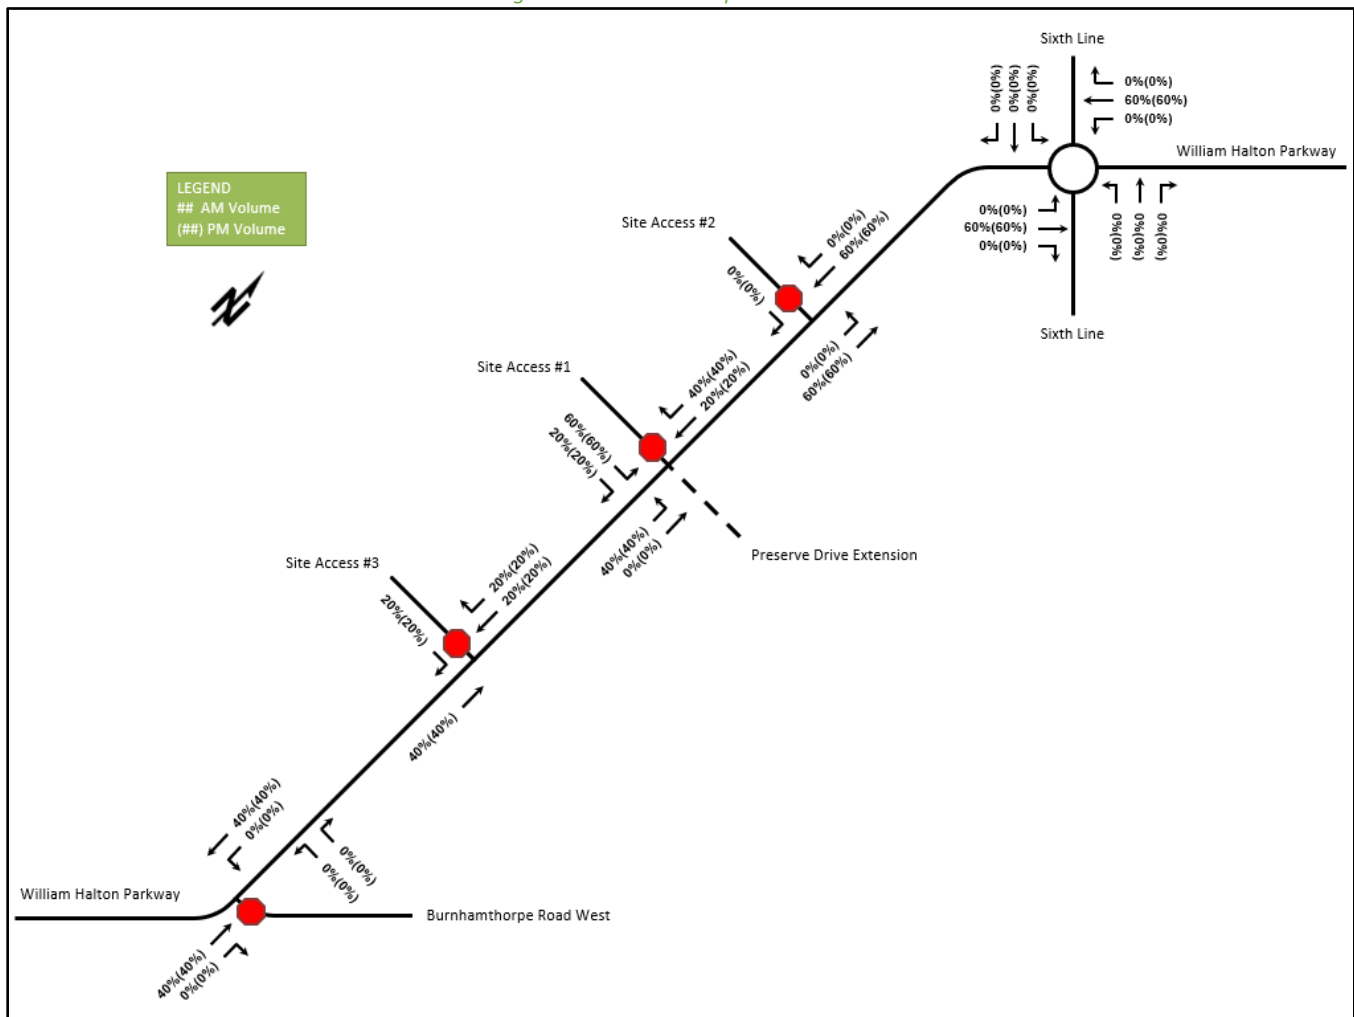 Sixth Line
0%(0%)
0%(0%)
0%(0%)
0%(0%)
60%(60%)
0%(0%)
William Halton Parkway
LEGEND
## AM Volume
(##) PM Volume
0%(0%)
60%(60%)
0%(0%)
0%(0%)
0%(0%)
0%(0%)
Sixth Line
Site Access #2
0%(0%)
60%(60%)
0%(0%)
0%(0%)
60%(60%)
Site Access #1
40%(40%)
20%(20%)
60%(60%)
20%(20%)
40%(40%)
0%(0%)
Preserve Drive Extension
Site Access #3
20%(20%)
20%(20%)
20%(20%)
40%(40%)
40%(40%)
0%(0%)
0%(0%)
0%(0%)
William Halton Parkway
Burnhamthorpe Road West
40%(40%)
0%(0%)
N